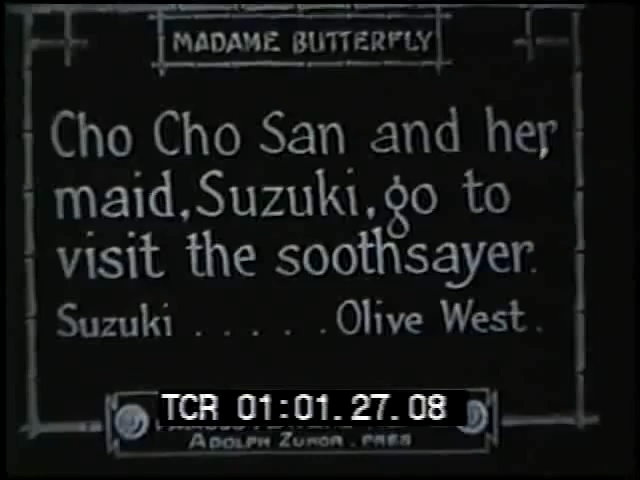 MADAME BUTTERFLY
Cho Cho San and her,
maid, Suzuki, go to
visit the soothsayer.
Suzuki . . . . . . Olive West.
TCR 01:01.27.08
ADOLPH ZUKOR. PRES